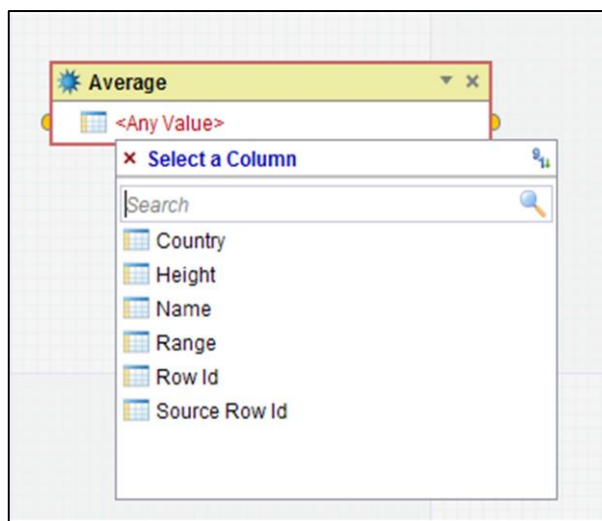 Average
<Any Value>
Select a Column
Search
Country
Height
Name
Range
Row Id
Source Row Id